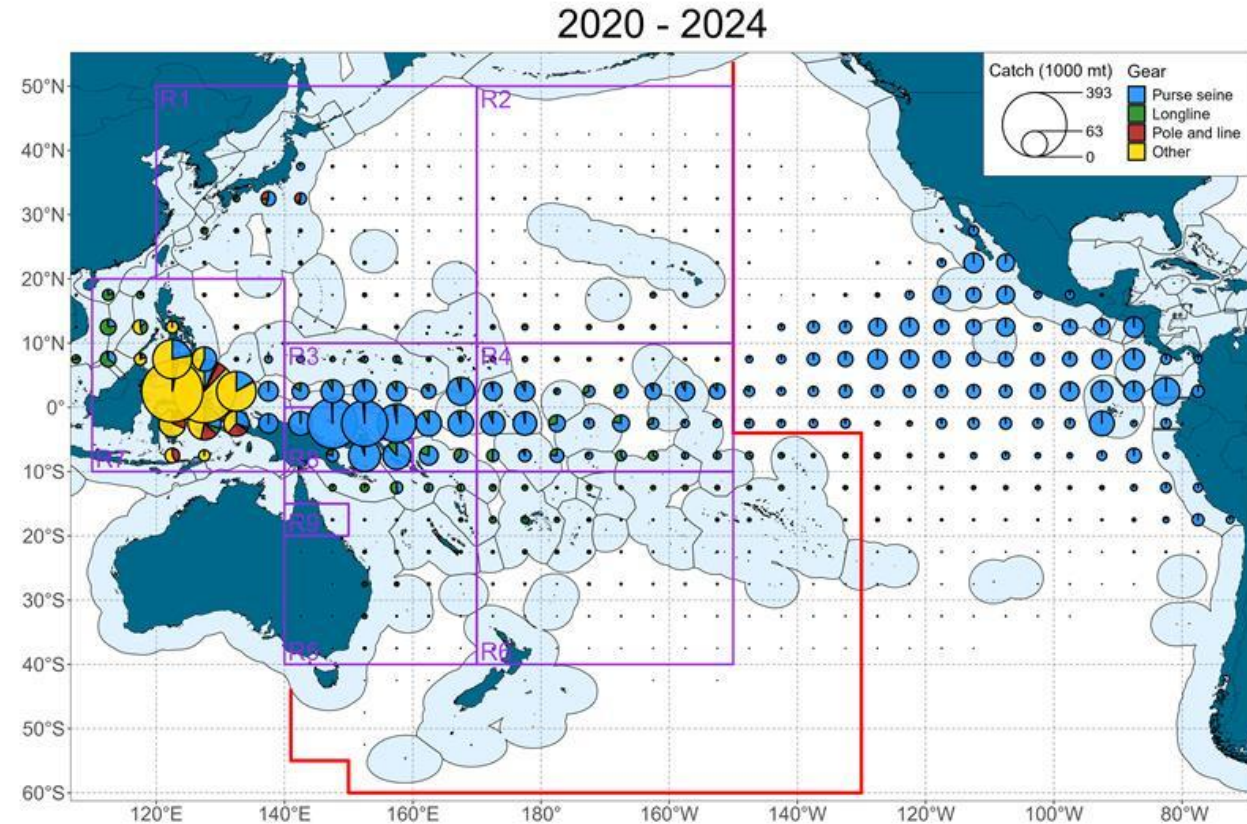 2020 - 2024
Catch (1000 mt)
393
63
0
Gear
Purse seine
Longline
Pole and line
Other
50°N
40°N
30°N
20°N
10°N
0°
10°S
20°S
30°S
40°S
50°S
60°S
R1
R2
R3
R4
R7
R8
R9
R5
R6
120°E
140°E
160°E
180°
160°W
140°W
120°W
100°W
80°W